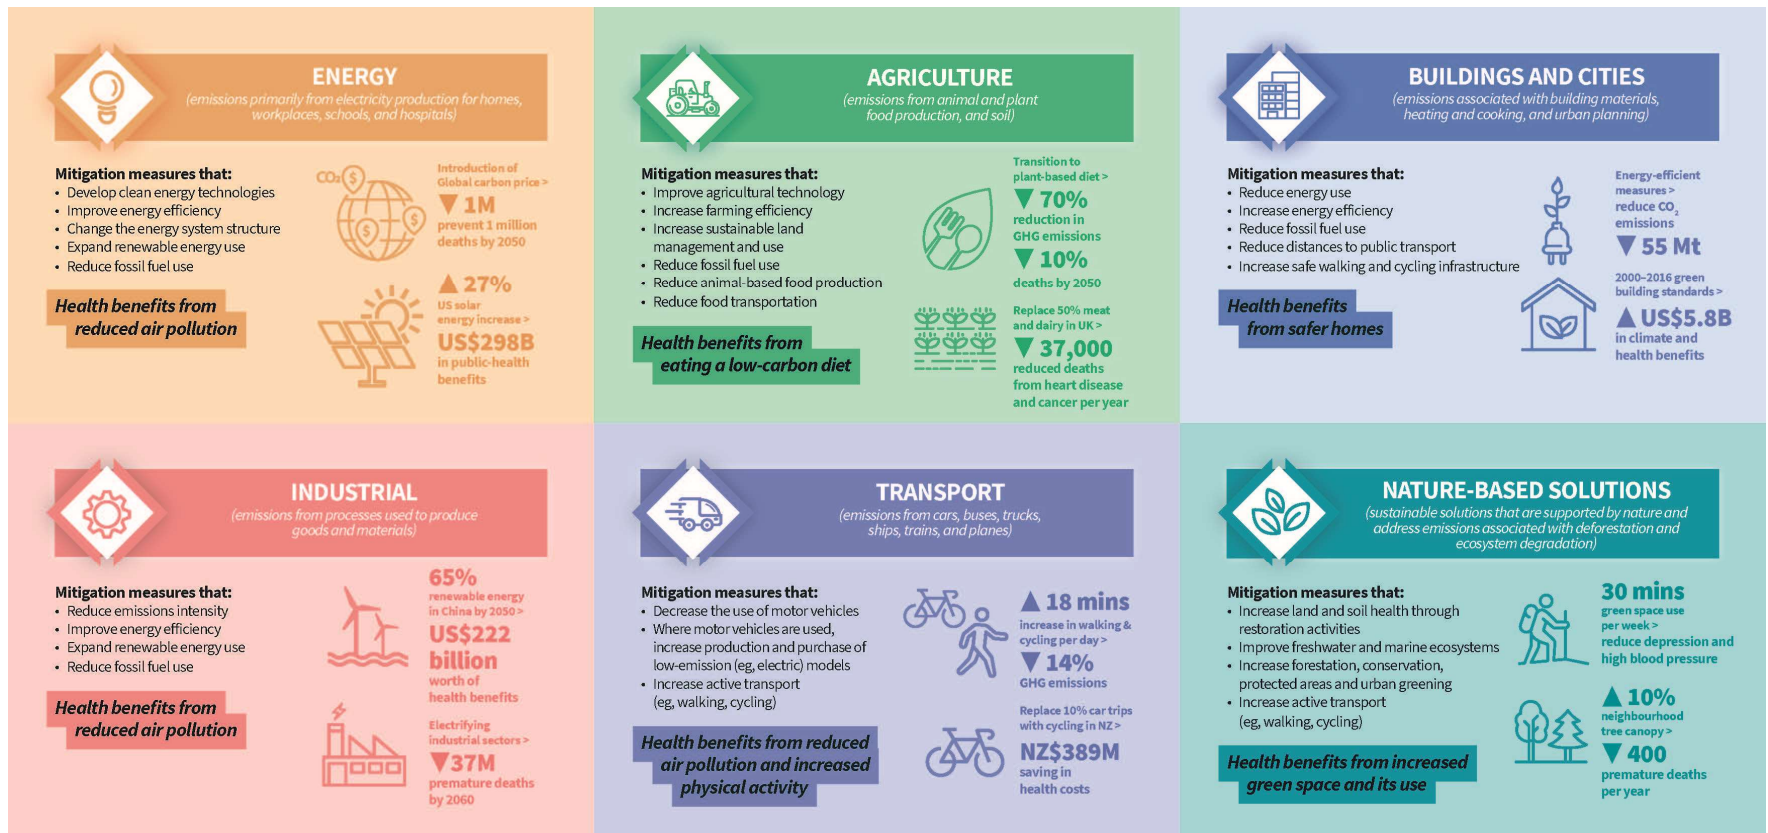 ENERGY
(emissions primarily from electricity production for homes,
workplaces, schools, and hospitals)
Mitigation measures that:
• Develop clean energy technologies
• Improve energy efficiency
• Change the energy system structure
• Expand renewable energy use
• Reduce fossil fuel use
Health benefits from
reduced air pollution
CO₂ $
$
$
Introduction of
Global carbon price >
▼ 1M
prevent 1 million
deaths by 2050
▲ 27%
US solar
energy increase >
US$298B
in public-health
benefits
AGRICULTURE
(emissions from animal and plant
food production, and soil)
Mitigation measures that:
• Improve agricultural technology
• Increase farming efficiency
• Increase sustainable land
management and use
• Reduce fossil fuel use
• Reduce animal-based food production
• Reduce food transportation
Health benefits from
eating a low-carbon diet
Transition to
plant-based diet >
▼ 70%
reduction in
GHG emissions
▼ 10%
deaths by 2050
Replace 50% meat
and dairy in UK >
▼ 37,000
reduced deaths
from heart disease
and cancer per year
BUILDINGS AND CITIES
(emissions associated with building materials,
heating and cooking, and urban planning)
Mitigation measures that:
• Reduce energy use
• Increase energy efficiency
• Reduce fossil fuel use
• Reduce distances to public transport
• Increase safe walking and cycling infrastructure
Health benefits
from safer homes
Energy-efficient
measures >
reduce CO₂
emissions
▼ 55 Mt
2000–2016 green
building standards >
▲ US$5.8B
in climate and
health benefits
INDUSTRIAL
(emissions from processes used to produce
goods and materials)
Mitigation measures that:
• Reduce emissions intensity
• Improve energy efficiency
• Expand renewable energy use
• Reduce fossil fuel use
Health benefits from
reduced air pollution
65%
renewable energy
in China by 2050 >
US$222
billion
worth of
health benefits
Electrifying
industrial sectors >
▼37M
premature deaths
by 2060
TRANSPORT
(emissions from cars, buses, trucks,
ships, trains, and planes)
Mitigation measures that:
• Decrease the use of motor vehicles
• Where motor vehicles are used,
increase production and purchase of
low-emission (eg, electric) models
• Increase active transport
(eg, walking, cycling)
Health benefits from reduced
air pollution and increased
physical activity
▲ 18 mins
increase in walking &
cycling per day >
▼ 14%
GHG emissions
Replace 10% car trips
with cycling in NZ >
NZ$389M
saving in
health costs
NATURE-BASED SOLUTIONS
(sustainable solutions that are supported by nature and
address emissions associated with deforestation and
ecosystem degradation)
Mitigation measures that:
• Increase land and soil health through
restoration activities
• Improve freshwater and marine ecosystems
• Increase forestation, conservation,
protected areas and urban greening
• Increase active transport
(eg, walking, cycling)
Health benefits from increased
green space and its use
30 mins
green space use
per week >
reduce depression and
high blood pressure
▲ 10%
neighbourhood
tree canopy >
▼ 400
premature deaths
per year